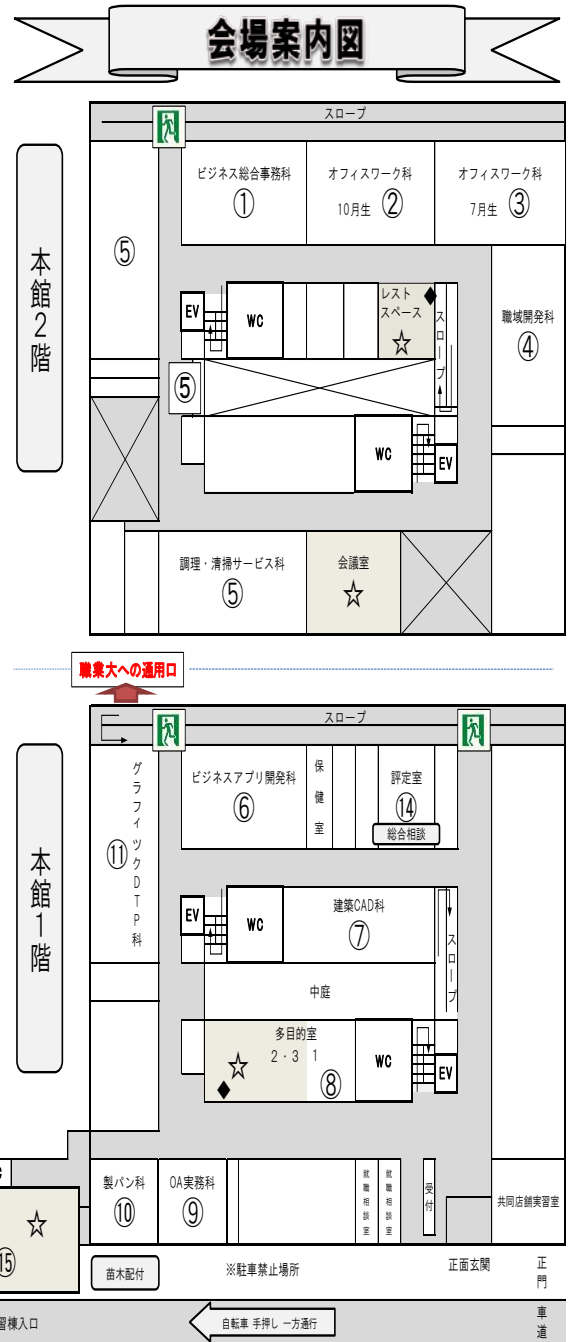 会場案内図
本館2階
スロープ
ビジネス総合事務科
①
オフィスワーク科
10月生 ②
オフィスワーク科
7月生 ③
⑤
EV
WC
レスト
スペース
☆
◆
スロープ
職域開発科
④
⑤
WC
EV
調理・清掃サービス科
⑤
会議室
☆
職業大への通用口
本館1階
スロープ
グラフィックDTP科
⑪
ビジネスアプリ開発科
⑥
保健室
評定室
⑭
総合相談
EV
WC
建築CAD科
⑦
スロープ
中庭
多目的室
2・3 1
☆
◆
⑧
WC
EV
製パン科
⑩
OA実務科
⑨
就職相談室
就職相談室
受付
共同店舗実習室
☆
⑮
苗木配付
※駐車禁止場所
正面玄関
正門
習棟入口
自転車 手押し 一方通行
車道